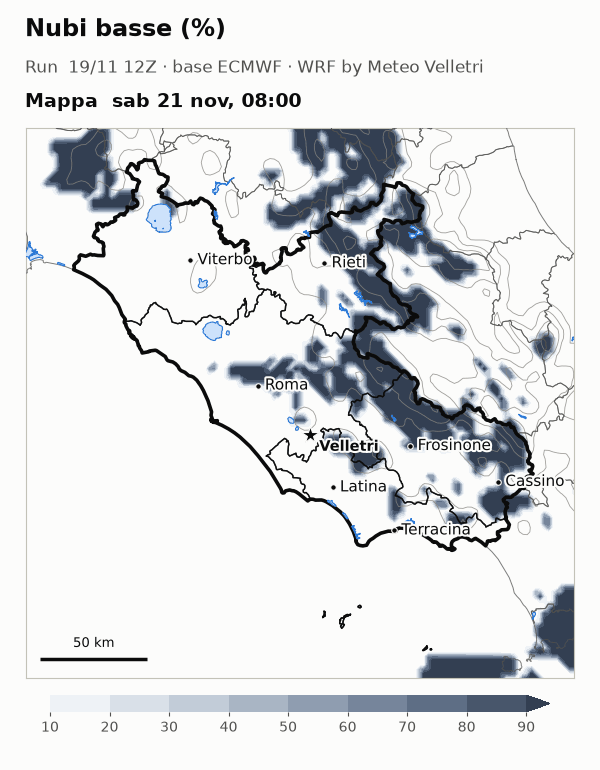 Nubi basse (%)
Run  19/11 12Z · base ECMWF · WRF by Meteo Velletri
Mappa  sab 21 nov, 08:00
Viterbo
Rieti
Roma
Velletri
Frosinone
Cassino
Latina
Terracina
50 km
10 20 30 40 50 60 70 80 90